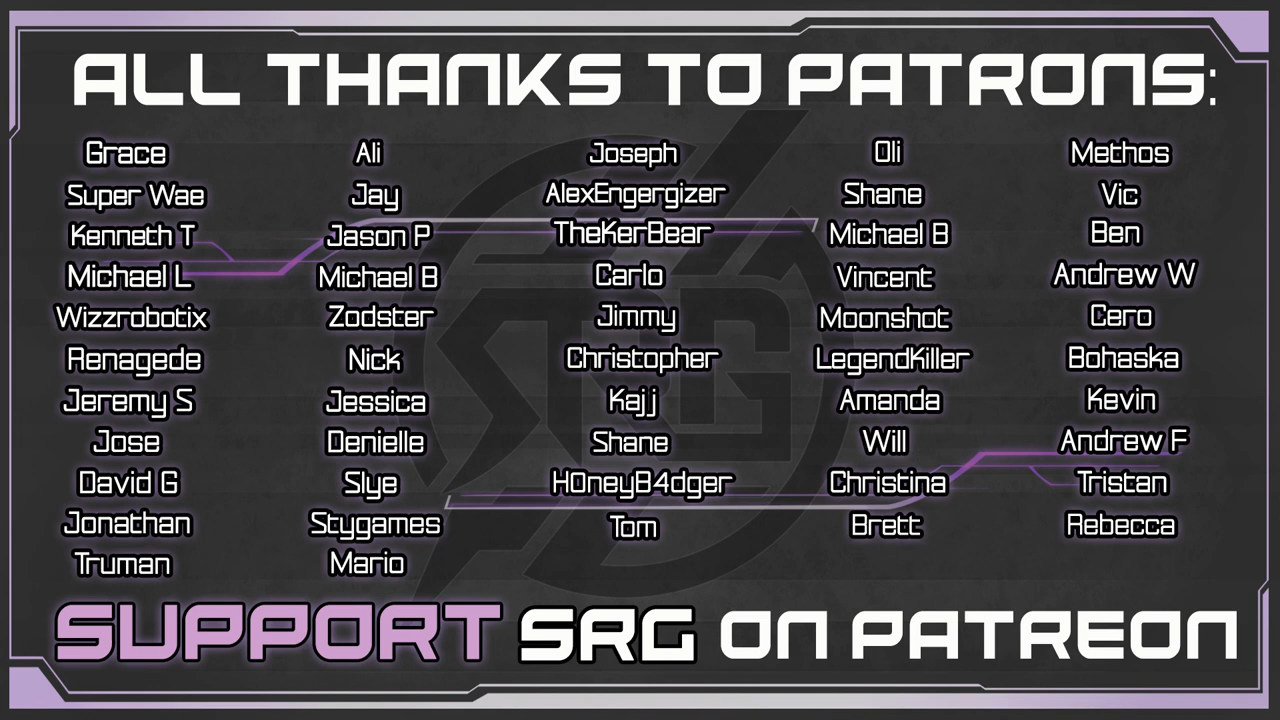 ALL THANKS TO PATRONS:
Grace
Super Wae
Kenneth T
Michael L
Wizzrobotix
Renagede
Jeremy S
Jose
David G
Jonathan
Truman
Ali
Jay
Jason P
Michael B
Zodster
Nick
Jessica
Denielle
Slye
Stygames
Mario
Joseph
AlexEngergizer
TheKerBear
Carlo
Jimmy
Christopher
Kajj
Shane
H0neyB4dger
Tom
Oli
Shane
Michael B
Vincent
Moonshot
LegendKiller
Amanda
Will
Christina
Brett
Methos
Vic
Ben
Andrew W
Cero
Bohaska
Kevin
Andrew F
Tristan
Rebecca
SRG
SUPPORT SRG ON PATREON